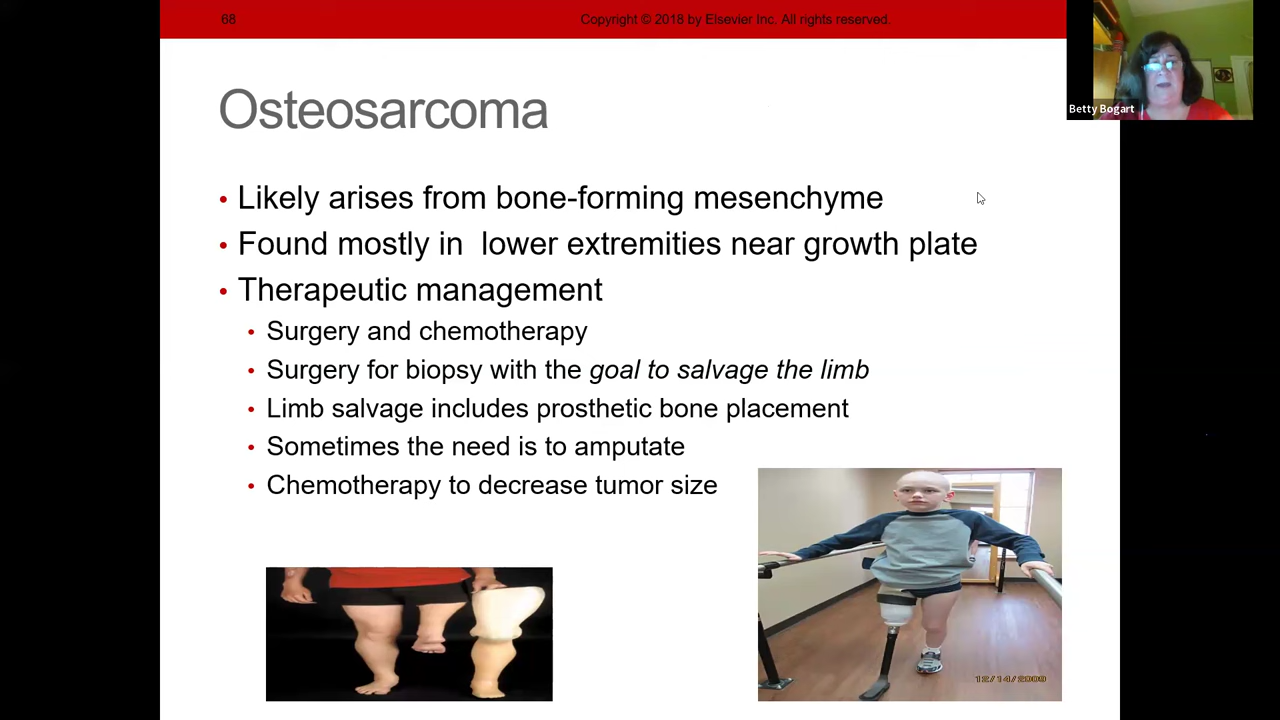 68 Copyright © 2018 by Elsevier Inc. All rights reserved.
Betty Bogart
Osteosarcoma
• Likely arises from bone-forming mesenchyme
• Found mostly in lower extremities near growth plate
• Therapeutic management
• Surgery and chemotherapy
• Surgery for biopsy with the goal to salvage the limb
• Limb salvage includes prosthetic bone placement
• Sometimes the need is to amputate
• Chemotherapy to decrease tumor size
12/14/2009